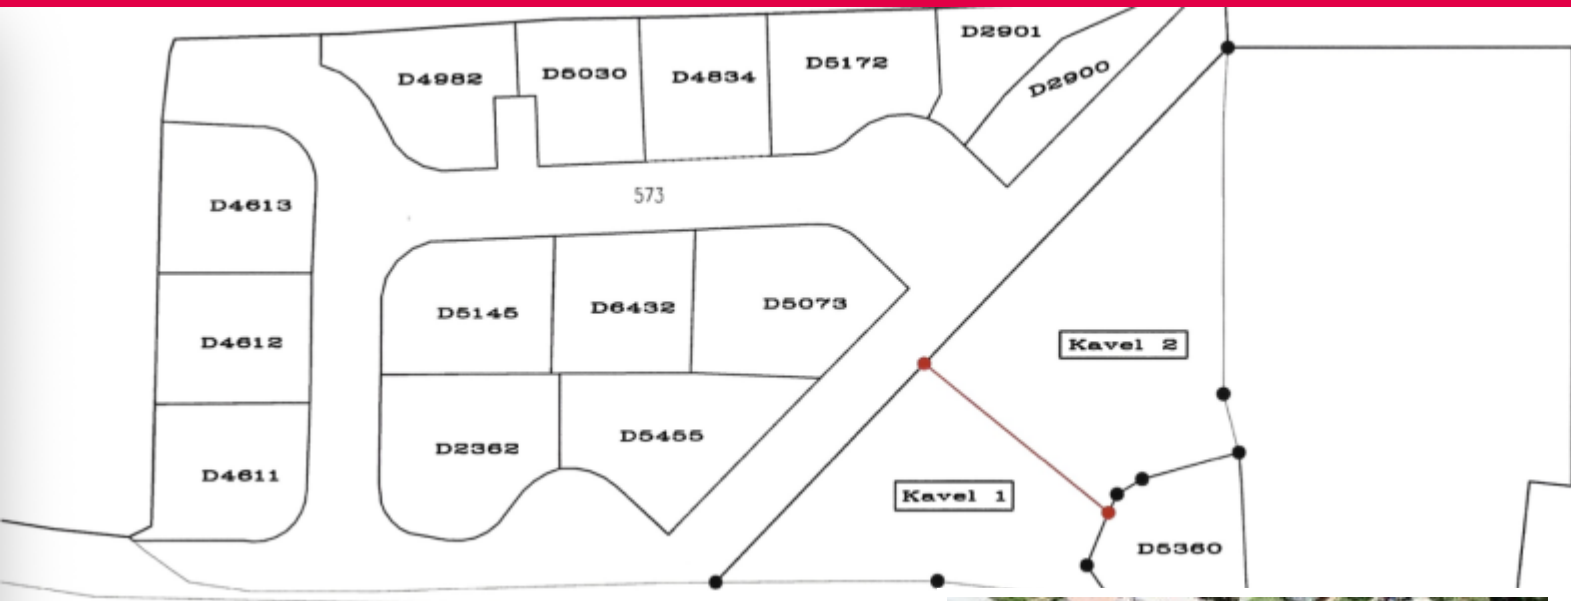 D2901
D4982
D5030
D4834
D5172
D2900
573
D4613
D5145
D6432
D5073
D4612
Kavel 2
D2362
D5455
D4611
Kavel 1
D5360